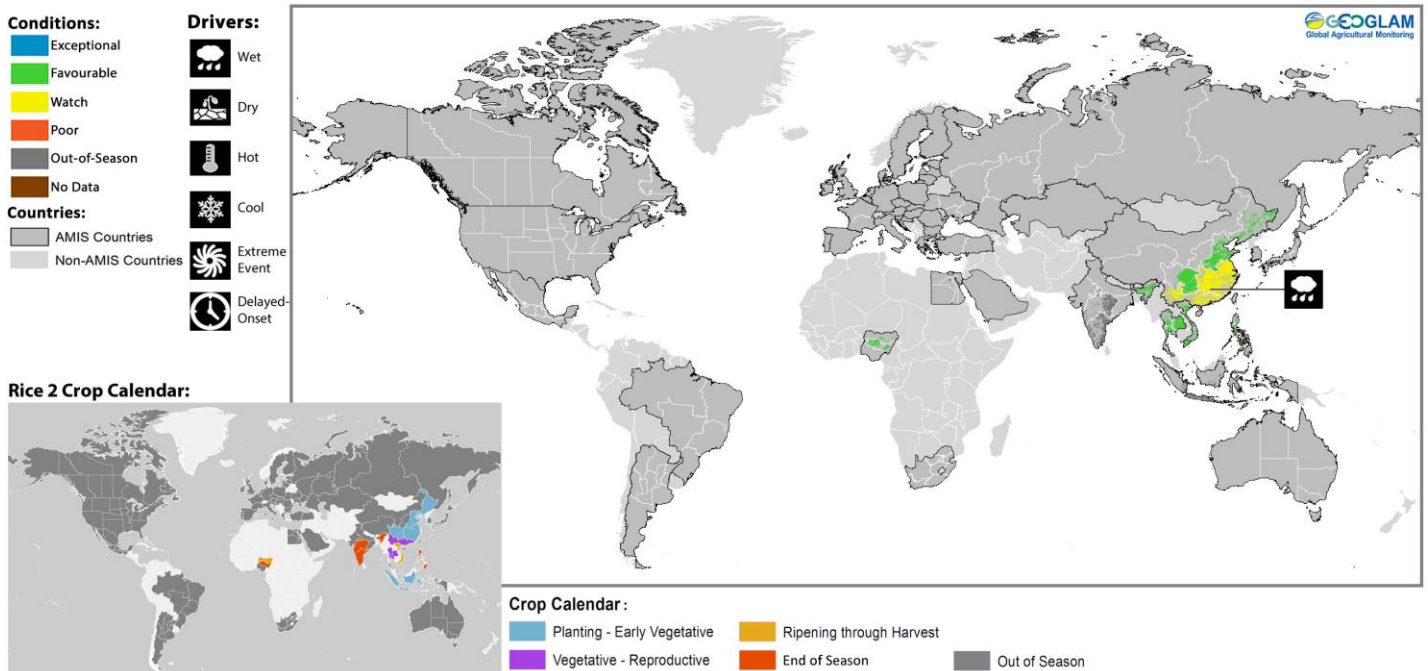 Conditions:
Exceptional
Favourable
Watch
Poor
Out-of-Season
No Data
Countries:
AMIS Countries
Non-AMIS Countries
Drivers:
Wet
Dry
Hot
Cool
Extreme
Event
Delayed-
Onset
GEOGLAM
Global Agricultural Monitoring
Rice 2 Crop Calendar:
Crop Calendar :
Planting - Early Vegetative
Vegetative - Reproductive
Ripening through Harvest
End of Season
Out of Season